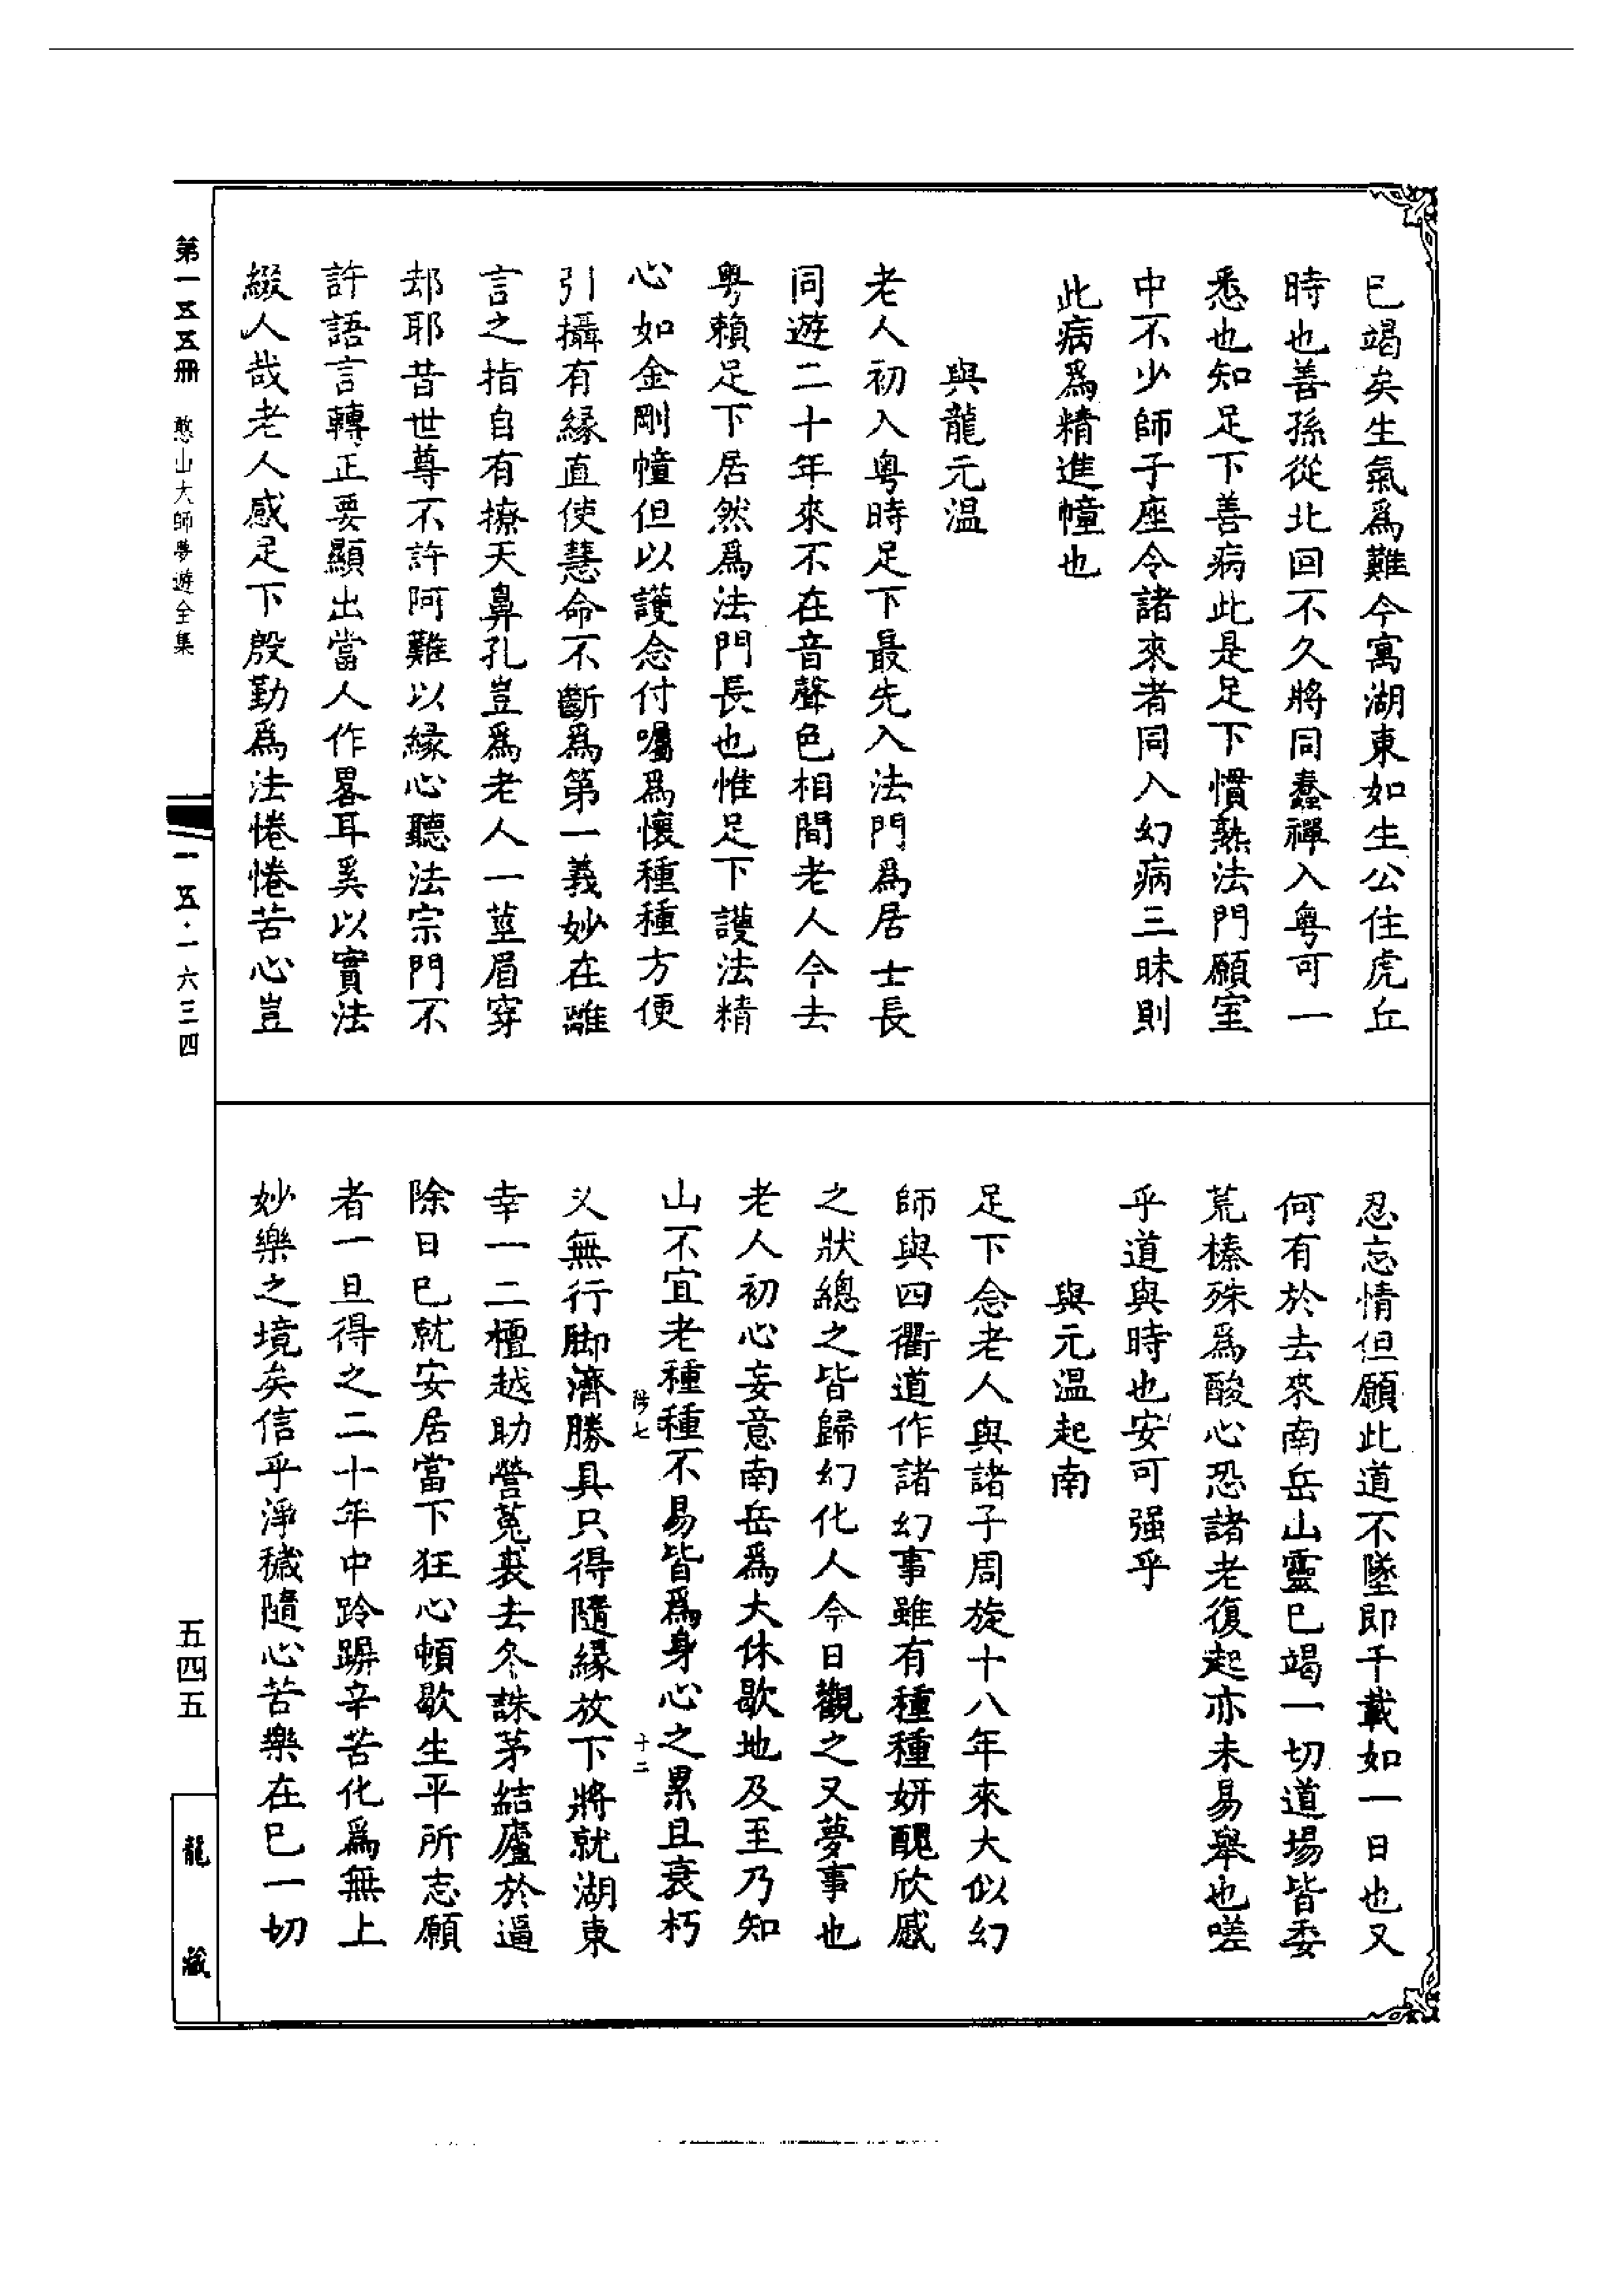 已竭矣生氣爲難今寓湖東如生公住虎丘
時也善孫從北回不久將同蠢禪入粤可一
悉也知足下善病此是足下慣熟法門願室
中不少師子座令諸來者同入幻病三昧則
此病爲精進幢也
與龍元温
老人初入粤時足下最先入法門爲居士長
同遊二十年來不在音聲色相間老人今去
粤賴足下居然爲法門長也惟足下護法精
心如金剛幢但以護念付囑爲懷種種方便
引攝有緣直使慧命不斷爲第一義妙在離
言之指自有撩天鼻孔豈爲老人一莖眉穿
却耶昔世尊不許阿難以緣心聽法宗門不
許語言轉正要顯出當人作畧耳奚以實法
綴人哉老人感足下慇勤爲法惓惓苦心豈
忍忘情但願此道不墜即千載如一日也又
何有於去來南岳山靈已竭一切道場皆委
荒榛殊爲酸心恐諸老復起亦未易舉也嗟
乎道與時也安可强乎
與元温起南
足下念老人與諸子周旋十八年來大似幻
師與四衢道作諸幻事雖有種種妍醜欣慼
之狀總之皆歸幻化人今日觀之又夢事也
老人初心妄意南岳爲大休歇地及至乃知
山不宜老種種不易皆爲身心之累且衰朽
又無行脚濟勝具只得隨緣放下將就湖東
幸一二檀越助營菟裘去冬誅茅結廬於逼
除日已就安居當下狂心頓歇生平所志願
者一旦得之二十年中跉跰辛苦化爲無上
妙樂之境矣信乎淨穢隨心苦樂在已一切
陟七
十二
第一五五冊
憨山大師夢遊全集
一五·一六三四
五四五
龍藏